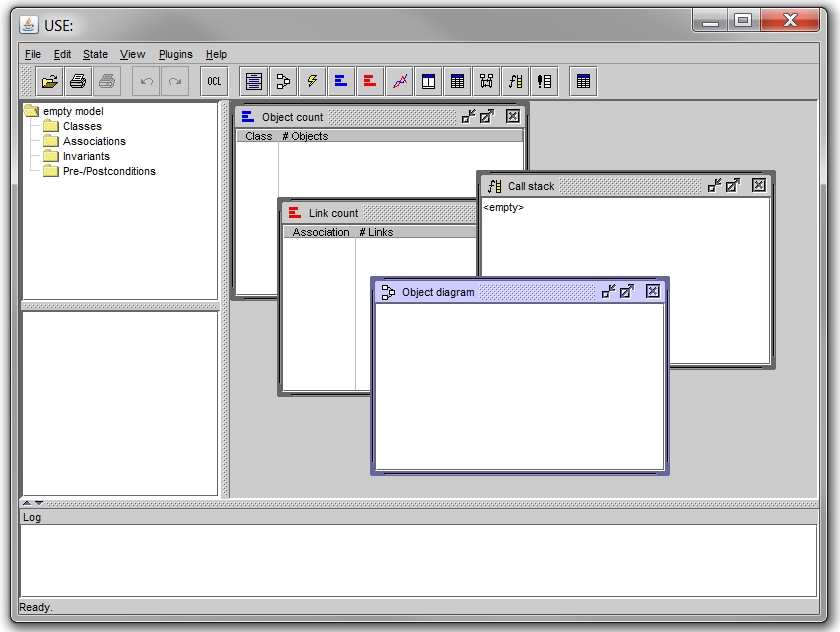 USE:
File Edit State View Plugins Help
OCL
empty model
Classes
Associations
Invariants
Pre-/Postconditions
Object count
Class # Objects
Call stack
<empty>
Link count
Association # Links
Object diagram
Log
Ready.